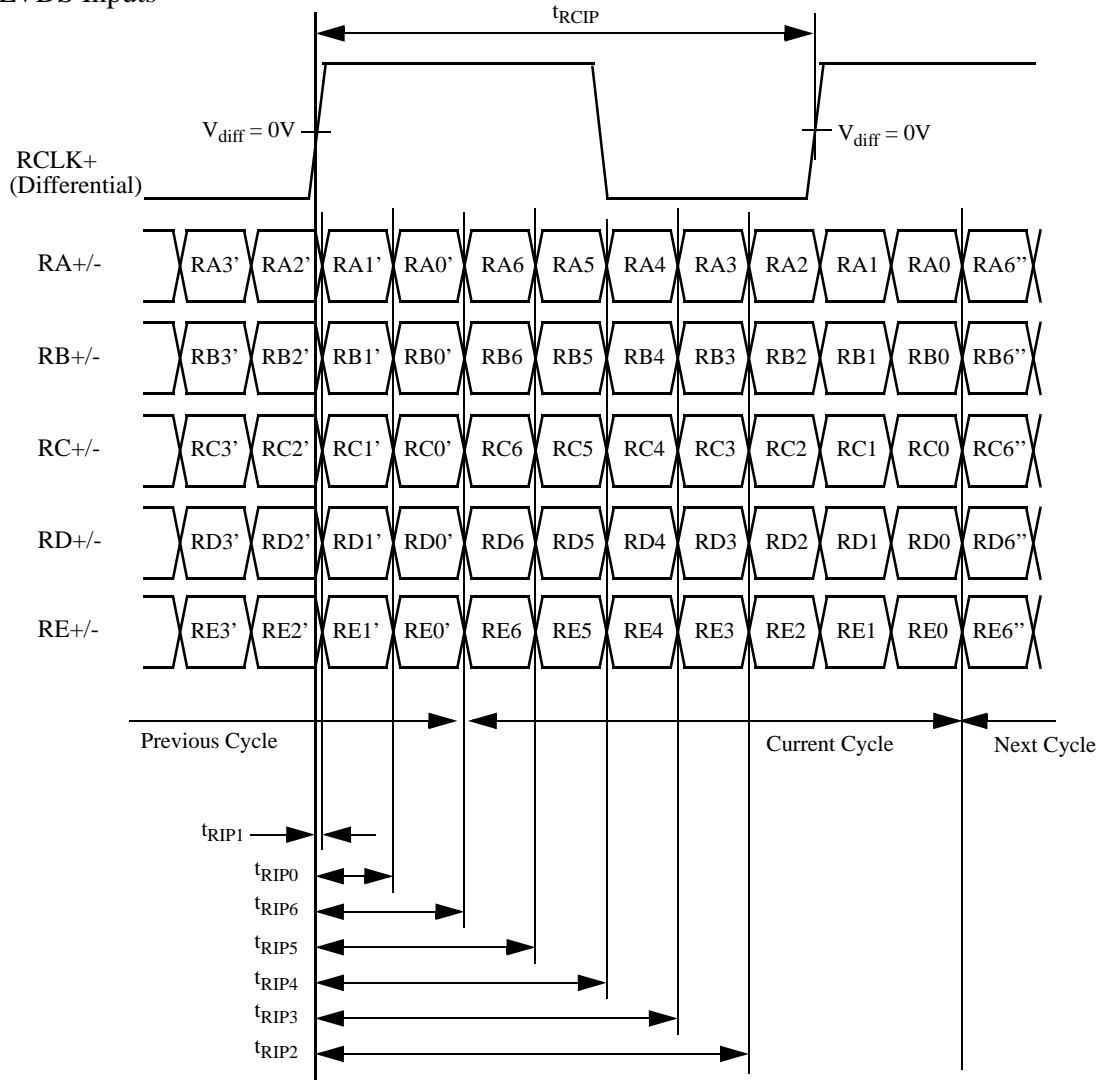 LVDS Inputs
tRCIP
Vdiff = 0V
Vdiff = 0V
RCLK+
(Differential)
RA+/- RA3’ RA2’ RA1’ RA0’ RA6 RA5 RA4 RA3 RA2 RA1 RA0 RA6’’
RB+/- RB3’ RB2’ RB1’ RB0’ RB6 RB5 RB4 RB3 RB2 RB1 RB0 RB6’’
RC+/- RC3’ RC2’ RC1’ RC0’ RC6 RC5 RC4 RC3 RC2 RC1 RC0 RC6’’
RD+/- RD3’ RD2’ RD1’ RD0’ RD6 RD5 RD4 RD3 RD2 RD1 RD0 RD6’’
RE+/- RE3’ RE2’ RE1’ RE0’ RE6 RE5 RE4 RE3 RE2 RE1 RE0 RE6’’
Previous Cycle Current Cycle Next Cycle
tRIP1
tRIP0
tRIP6
tRIP5
tRIP4
tRIP3
tRIP2